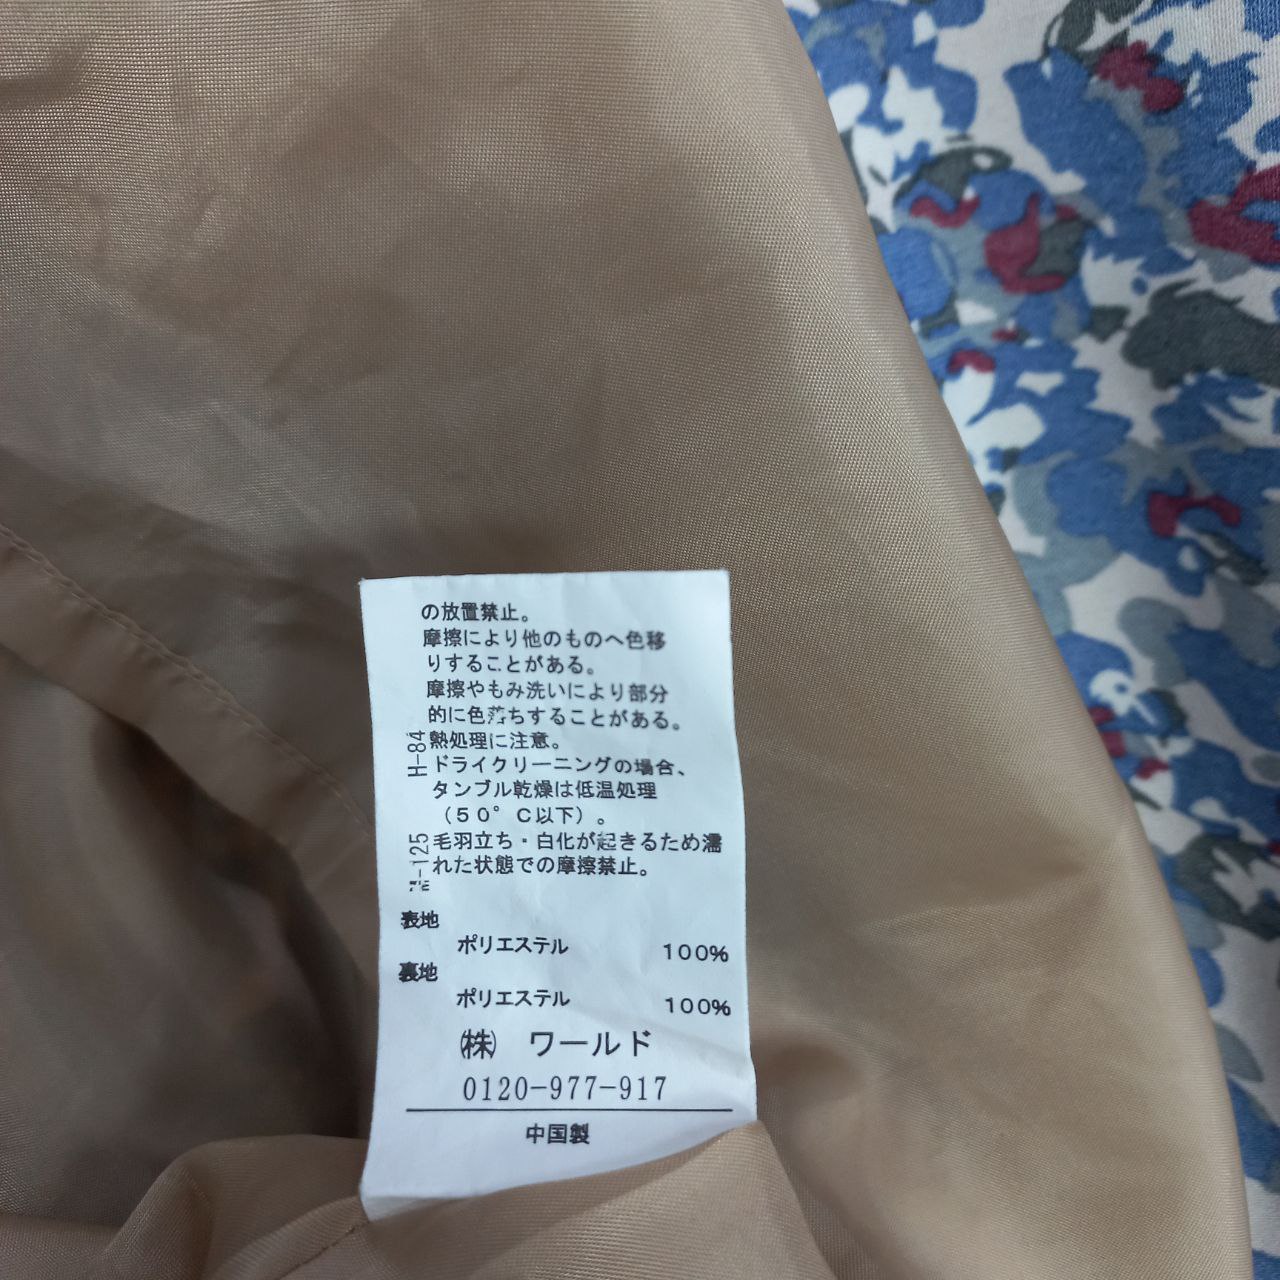 の放置禁止。
摩擦により他のものへ色移
りすることがある。
摩擦やもみ洗いにより部分
的に色落ちすることがある。
熱処理に注意。
ドライクリーニングの場合、
タンブル乾燥は低温処理
（５０°Ｃ以下）。
毛羽立ち・白化が起きるため濡
れた状態での摩擦禁止。
H-84
-125
表地
ポリエステル 100%
裏地
ポリエステル 100%
㈱ ワールド
0120-977-917
中国製